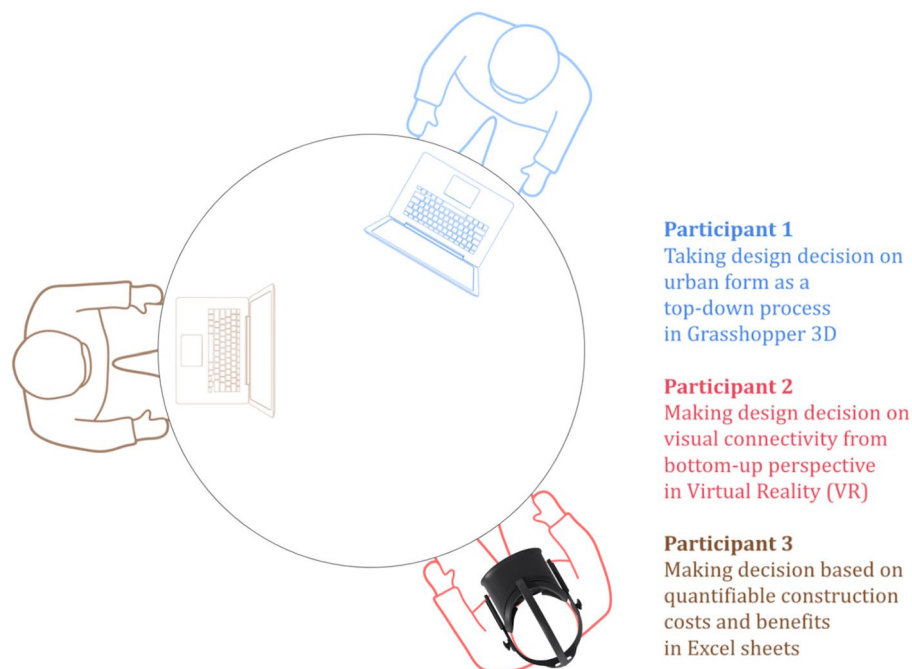 Participant 1
Taking design decision on
urban form as a
top-down process
in Grasshopper 3D
Participant 2
Making design decision on
visual connectivity from
bottom-up perspective
in Virtual Reality (VR)
Participant 3
Making decision based on
quantifiable construction
costs and benefits
in Excel sheets